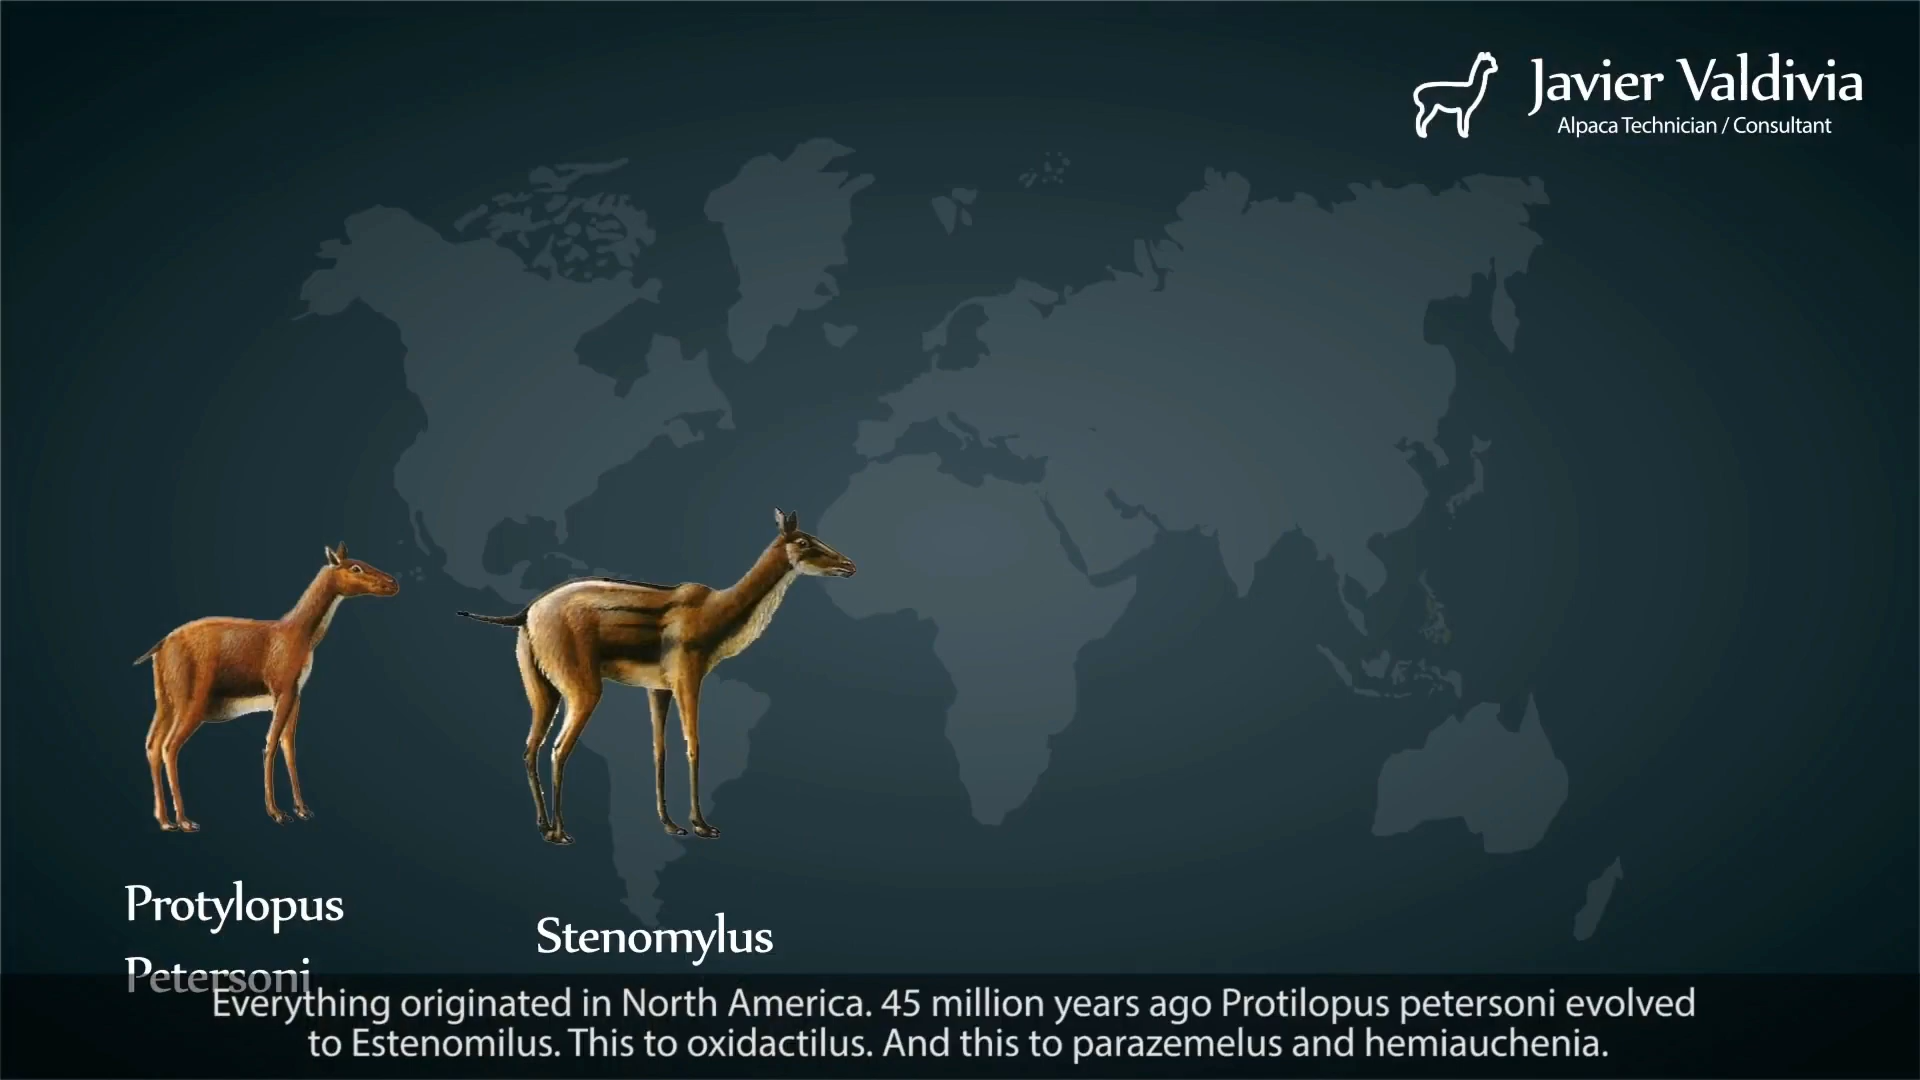 Javier Valdivia
Alpaca Technician / Consultant
Protylopus
Petersoni
Stenomylus
Everything originated in North America. 45 million years ago Protilopus petersoni evolved
to Estenomilus. This to oxidactilus. And this to parazemelus and hemiauchenia.